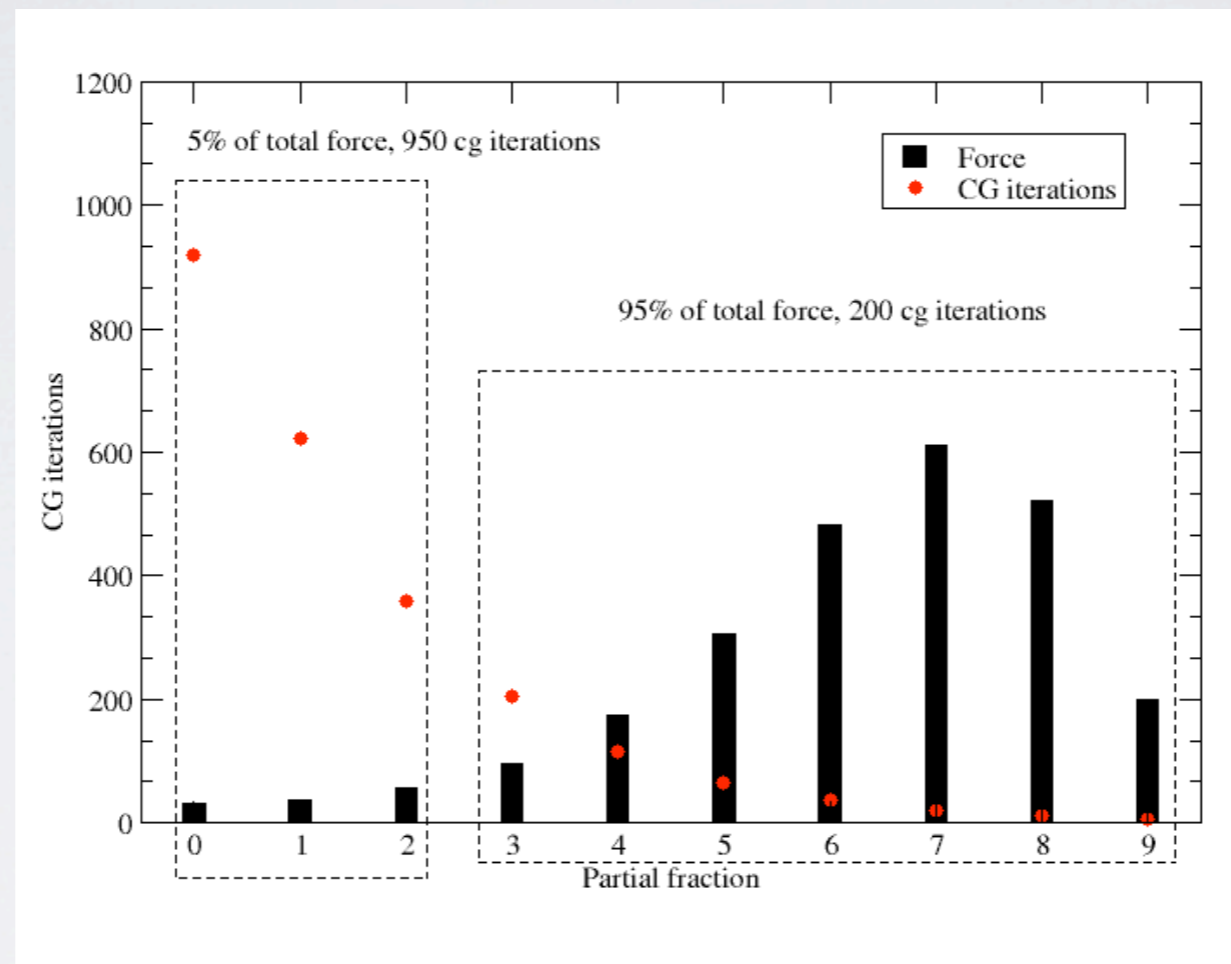 1200
5% of total force, 950 cg iterations
Force
CG iterations
1000
95% of total force, 200 cg iterations
800
600
400
200
0
CG iterations
0 1 2 3 4 5 6 7 8 9
Partial fraction